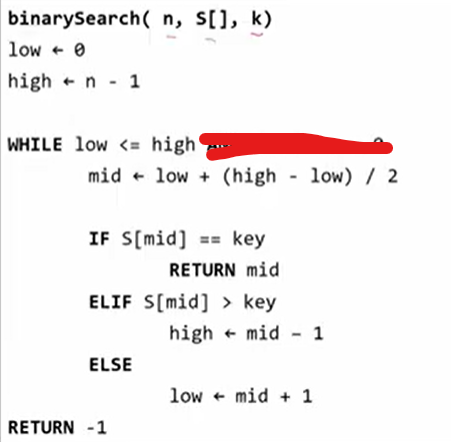 binarySearch( n, S[], k)
low ← 0
high ← n - 1
WHILE low <= high
mid ← low + (high - low) / 2
IF S[mid] == key
RETURN mid
ELIF S[mid] > key
high ← mid - 1
ELSE
low ← mid + 1
RETURN -1